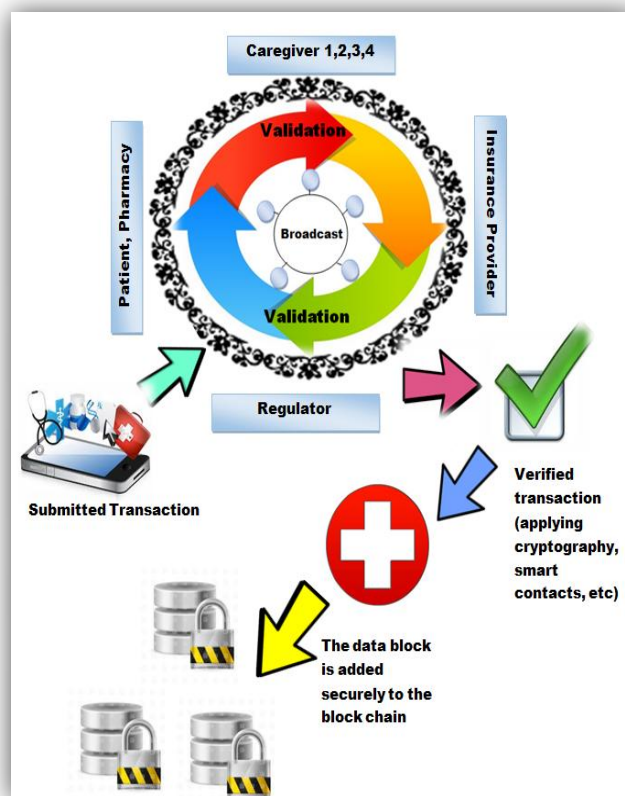 Caregiver 1,2,3,4
Validation
Patient, Pharmacy
Broadcast
Insurance Provider
Validation
Regulator
Submitted Transaction
Verified
transaction
(applying
cryptography,
smart
contacts, etc)
The data block
is added
securely to the
block chain